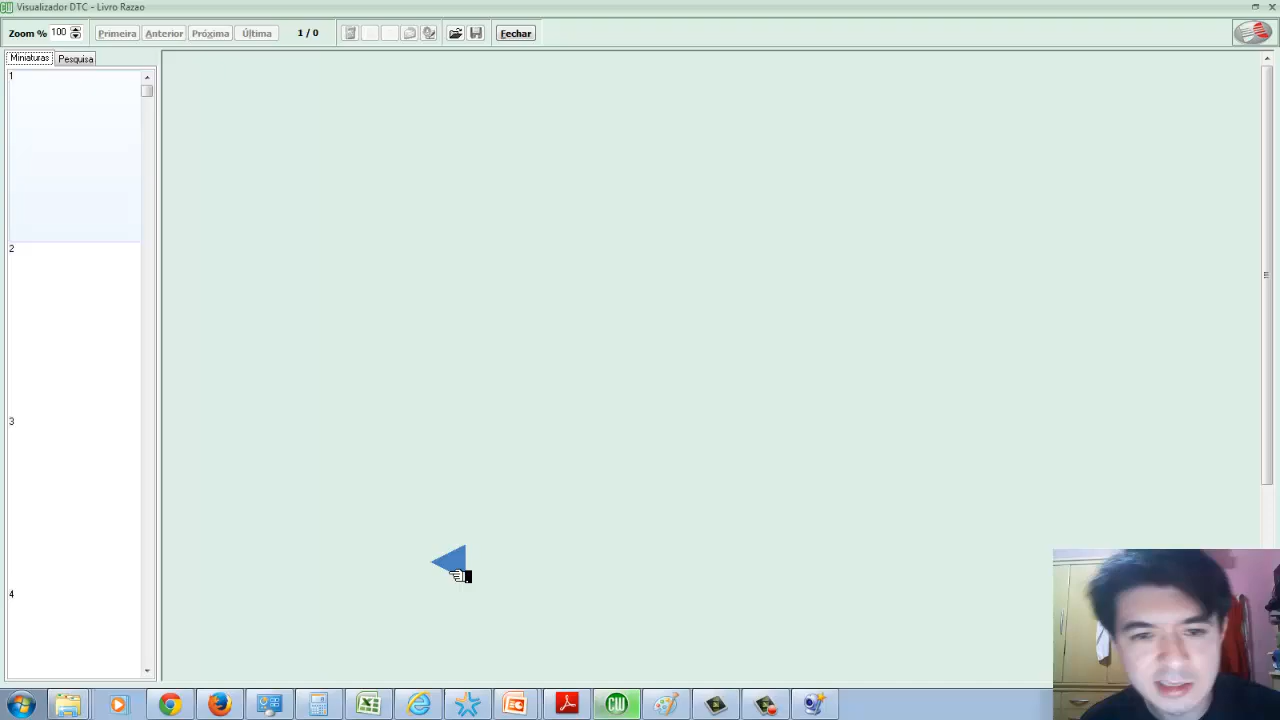 Visualizador DTC - Livro Razao
Zoom % 100 Primeira Anterior Próxima Última 1 / 0 Fechar
Miniaturas Pesquisa
1
2
3
4